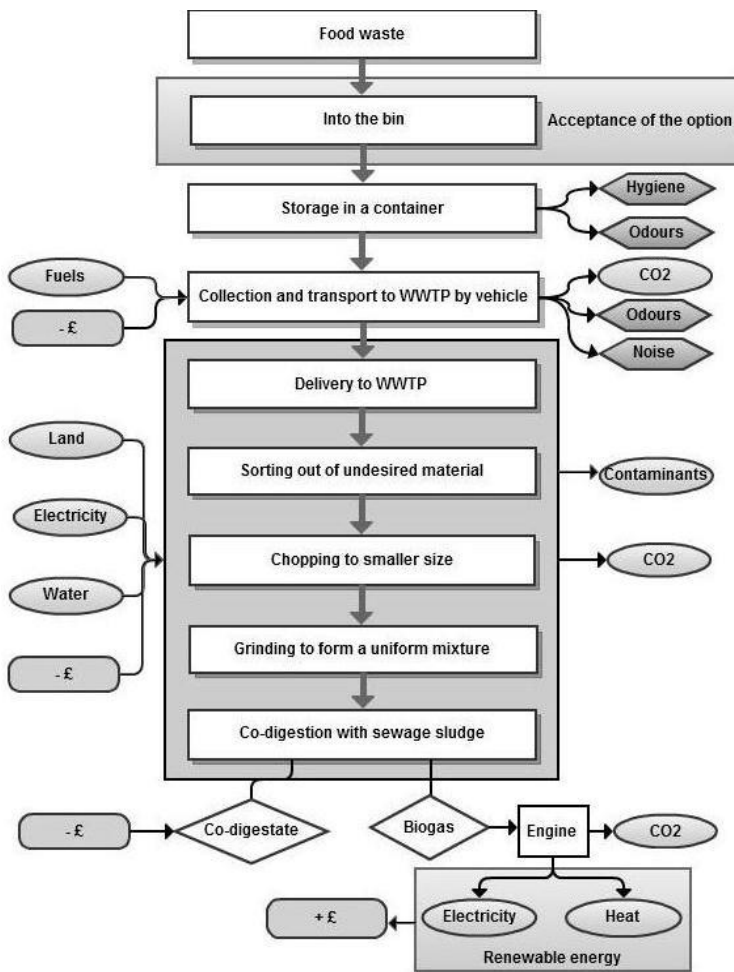 Food waste
Into the bin
Acceptance of the option
Storage in a container
Hygiene
Odours
Fuels
- £
Collection and transport to WWTP by vehicle
CO2
Odours
Noise
Delivery to WWTP
Land
Sorting out of undesired material
Contaminants
Electricity
Chopping to smaller size
CO2
Water
Grinding to form a uniform mixture
- £
Co-digestion with sewage sludge
- £
Co-digestate
Biogas
Engine
CO2
+ £
Electricity
Heat
Renewable energy